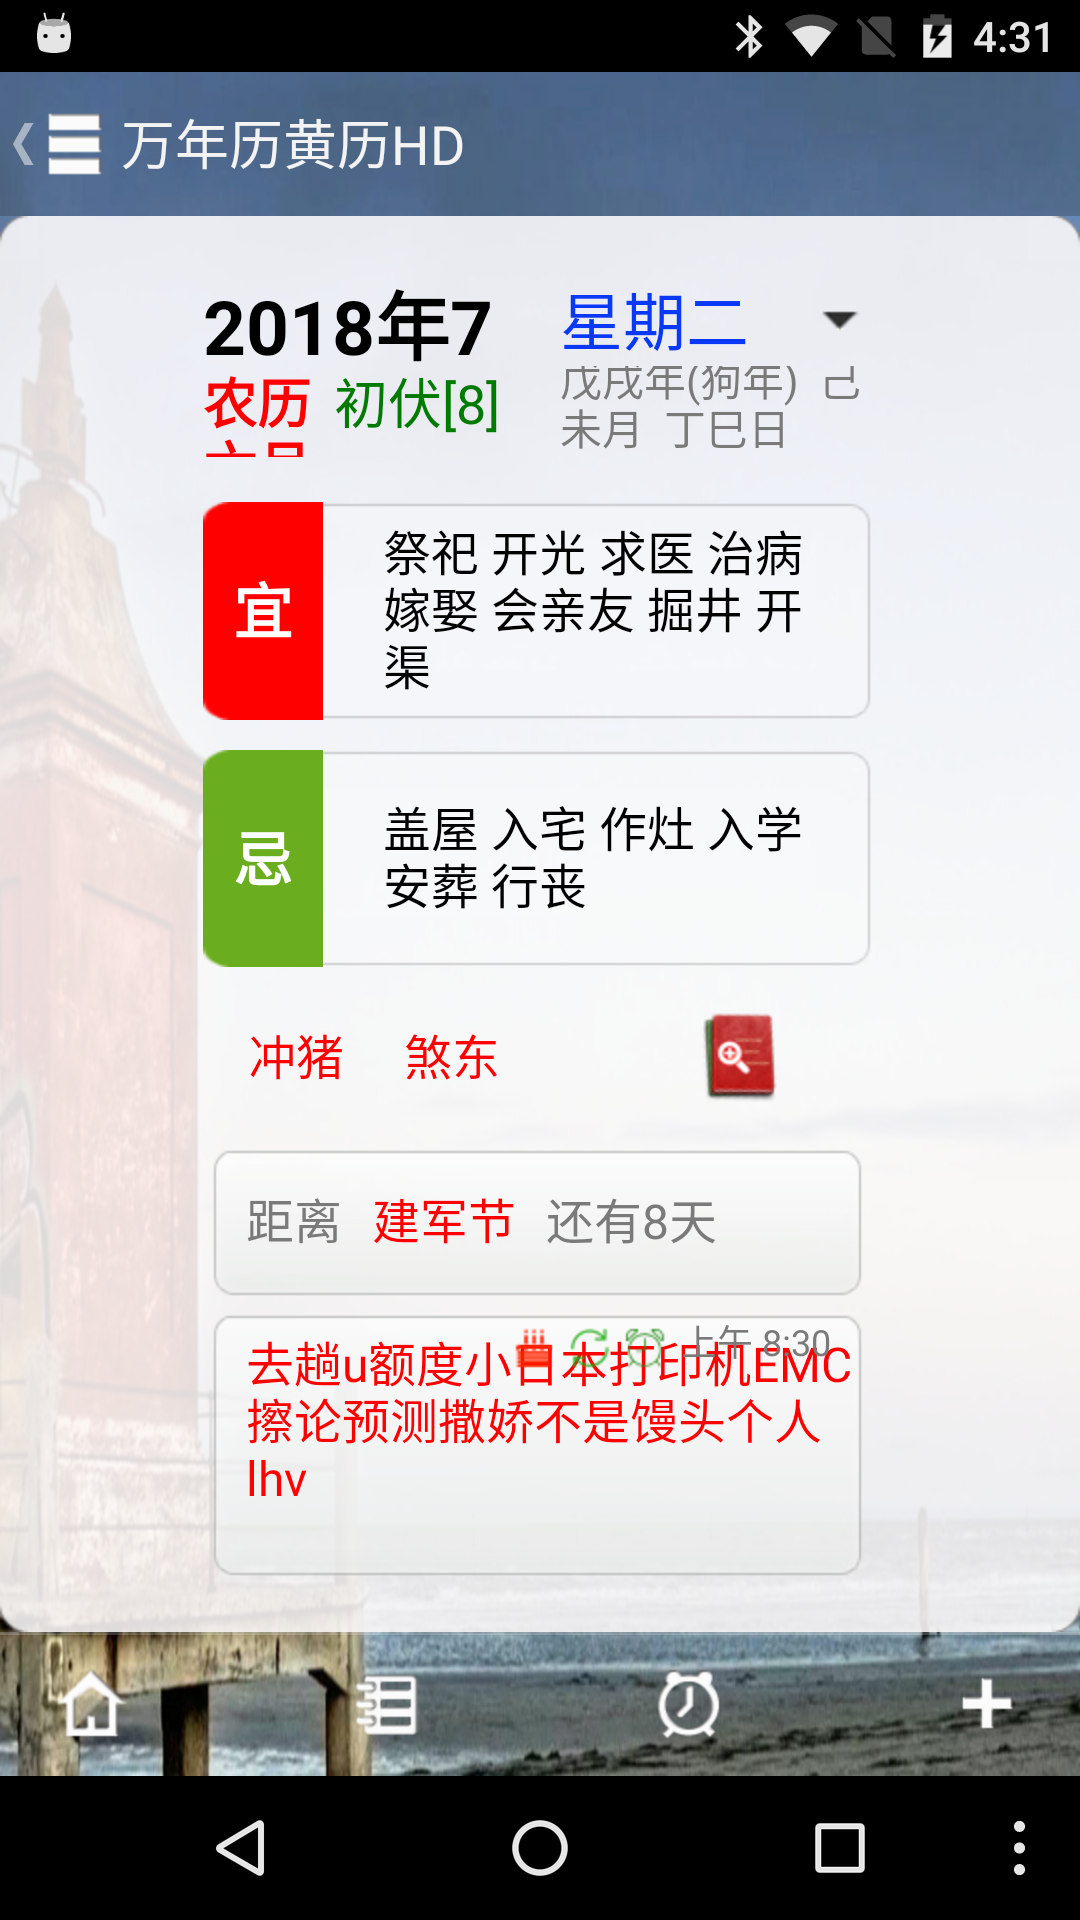 4:31
万年历黄历HD
2018年7 星期二
农历 初伏[8] 戊戌年(狗年) 己
未月 丁巳日
宜
祭祀 开光 求医 治病
嫁娶 会亲友 掘井 开
渠
忌
盖屋 入宅 作灶 入学
安葬 行丧
冲猪 煞东
距离 建军节 还有8天
上午 8:30
去趟u额度小日本打印机EMC
擦论预测撒娇不是馒头个人
lhv